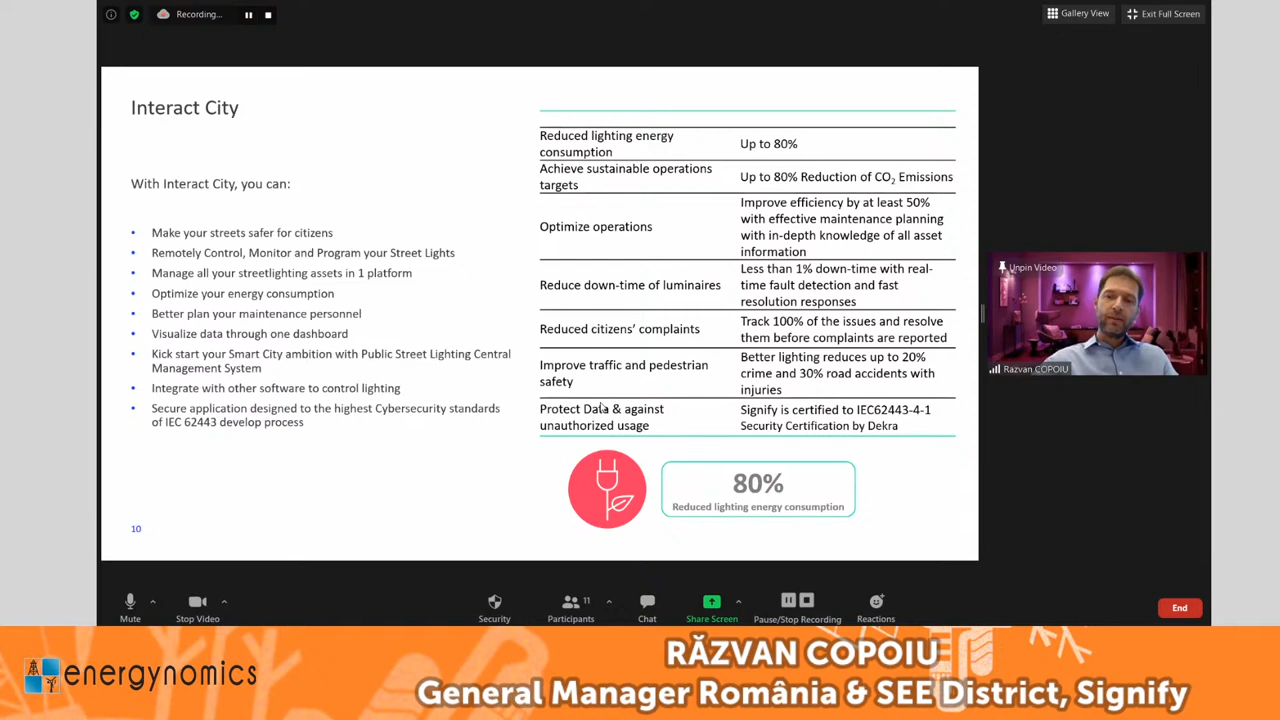 Recording...
Gallery View
Exit Full Screen
Interact City
With Interact City, you can:
• Make your streets safer for citizens
• Remotely Control, Monitor and Program your Street Lights
• Manage all your streetlighting assets in 1 platform
• Optimize your energy consumption
• Better plan your maintenance personnel
• Visualize data through one dashboard
• Kick start your Smart City ambition with Public Street Lighting Central
Management System
• Integrate with other software to control lighting
• Secure application designed to the highest Cybersecurity standards
of IEC 62443 develop process
10
Reduced lighting energy
consumption
Up to 80%
Achieve sustainable operations
targets
Up to 80% Reduction of CO2 Emissions
Optimize operations
Improve efficiency by at least 50%
with effective maintenance planning
with in-depth knowledge of all asset
information
Reduce down-time of luminaires
Less than 1% down-time with real-
time fault detection and fast
resolution responses
Reduced citizens' complaints
Track 100% of the issues and resolve
them before complaints are reported
Improve traffic and pedestrian
safety
Better lighting reduces up to 20%
crime and 30% road accidents with
injuries
Protect Data & against
unauthorized usage
Signify is certified to IEC62443-4-1
Security Certification by Dekra
80%
Reduced lighting energy consumption
Unpin Video
Razvan COPOIU
Mute
Stop Video
Security
Participants
11
Chat
Share Screen
Pause/Stop Recording
Reactions
End
energynomics
RĂZVAN COPOIU
General Manager România & SEE District, Signify